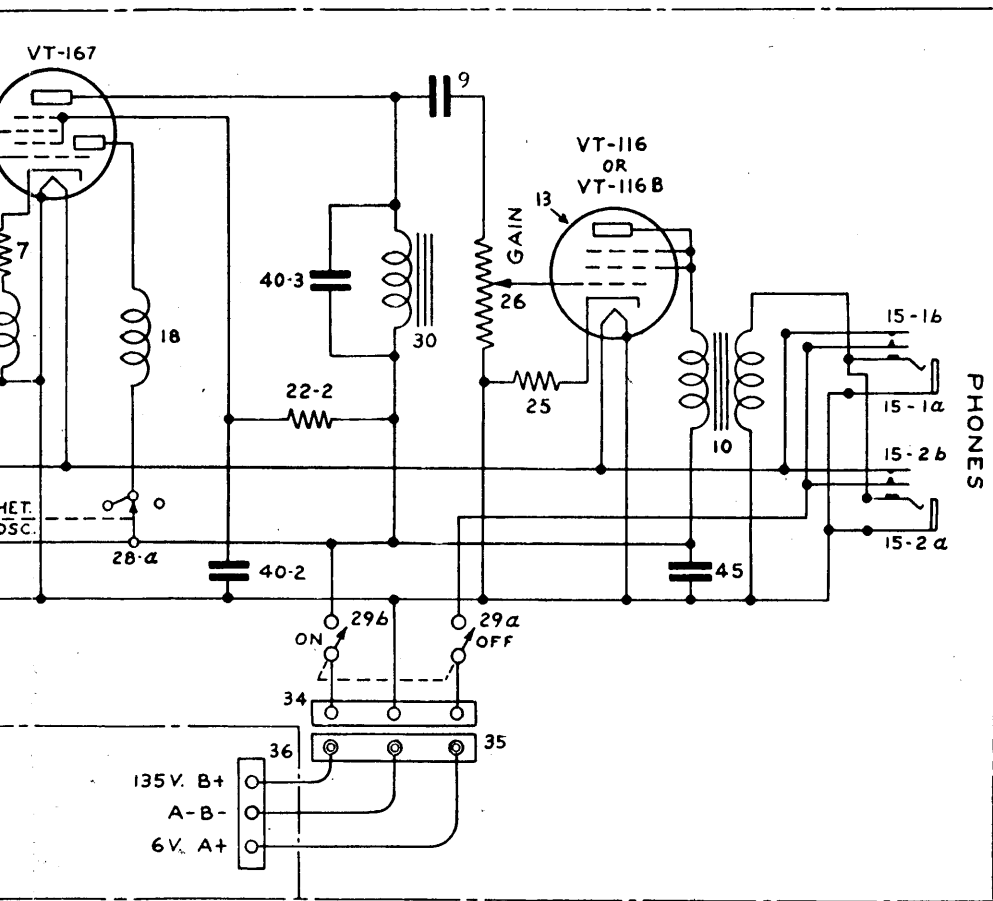 VT-167
9
VT-116
OR
VT-116B
13
GAIN
7
40-3
26
15-1b
18
30
22-2
25
10
15-1a
PHONES
15-2b
HET.
OSC.
28-a
40-2
45
15-2a
29b
29a
ON
OFF
34
35
36
135V. B+
A-B-
6V. A+